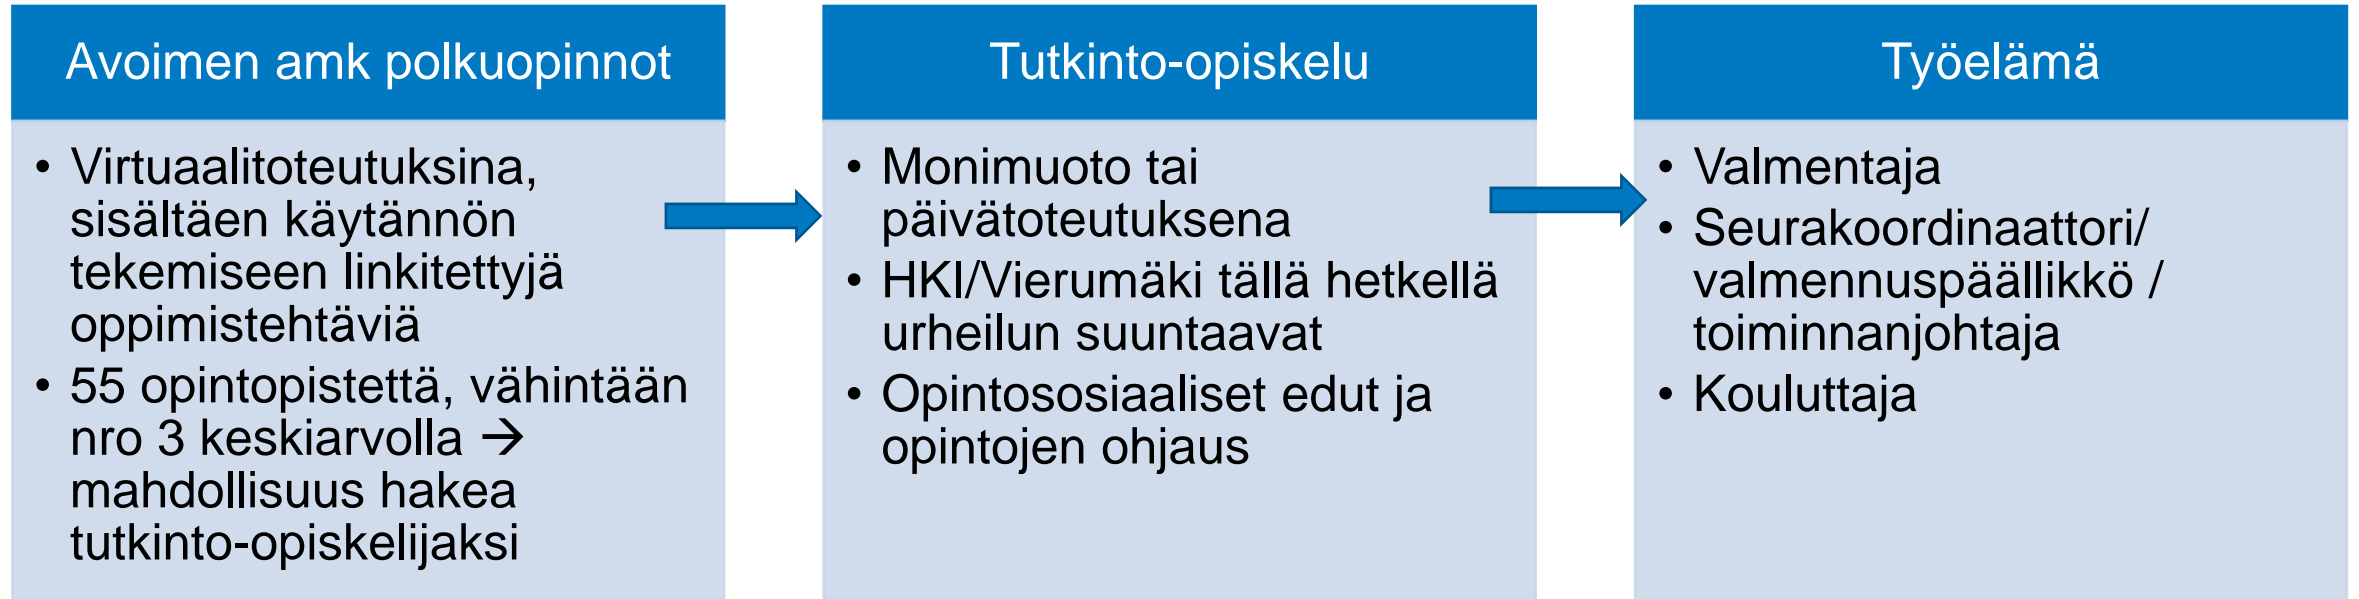 Avoimen amk polkuopinnot
• Virtuaalitoteutuksina,
sisältäen käytännön
tekemiseen linkitettyjä
oppimistehtäviä
• 55 opintopistettä, vähintään
nro 3 keskiarvolla →
mahdollisuus hakea
tutkinto-opiskelijaksi
Tutkinto-opiskelu
• Monimuoto tai
päivätoteutuksena
• HKI/Vierumäki tällä hetkellä
urheilun suuntaavat
• Opintososiaaliset edut ja
opintojen ohjaus
Työelämä
• Valmentaja
• Seurakoordinaattori/
valmennuspäällikkö /
toiminnanjohtaja
• Kouluttaja